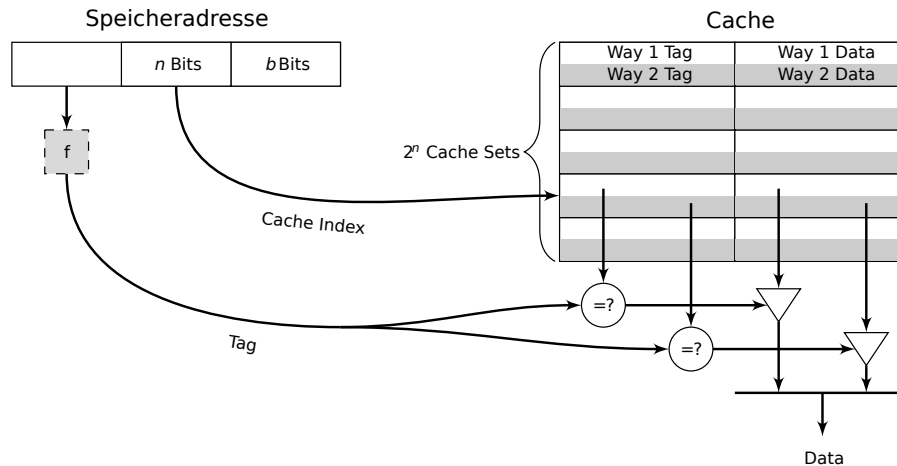 Speicheradresse
Cache
n Bits
b Bits
Way 1 Tag
Way 1 Data
Way 2 Tag
Way 2 Data
f
2ⁿ Cache Sets
Cache Index
=?
Tag
=?
Data